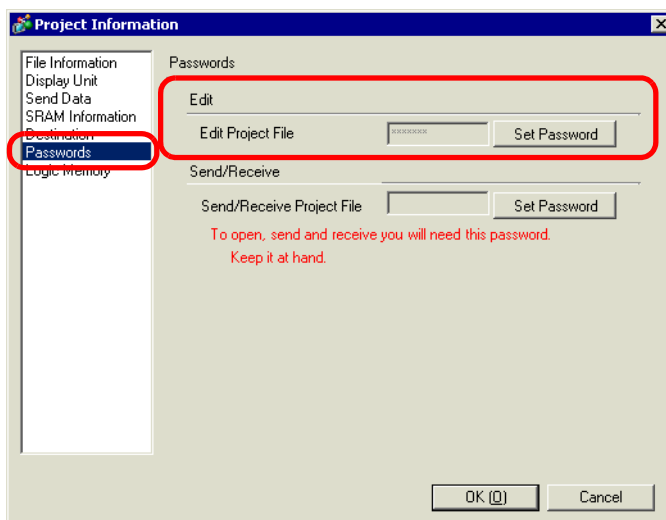 Project Information
File Information
Display Unit
Send Data
SRAM Information
Destination
Passwords
Logic Memory
Passwords
Edit
Edit Project File
×××××××
Set Password
Send/Receive
Send/Receive Project File
Set Password
To open, send and receive you will need this password.
Keep it at hand.
OK (O)
Cancel